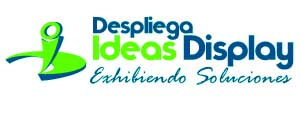 Despliega
Ideas Display
Exhibiendo Soluciones